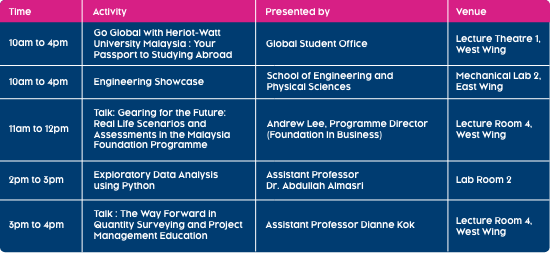 Time Activity Presented by Venue
10am to 4pm
Go Global with Heriot-Watt
University Malaysia : Your
Passport to Studying Abroad
Global Student Office
Lecture Theatre 1,
West Wing
10am to 4pm
Engineering Showcase
School of Engineering and
Physical Sciences
Mechanical Lab 2,
East Wing
11am to 12pm
Talk: Gearing for the Future:
Real Life Scenarios and
Assessments in the Malaysia
Foundation Programme
Andrew Lee, Programme Director
(Foundation in Business)
Lecture Room 4,
West Wing
2pm to 3pm
Exploratory Data Analysis
using Python
Assistant Professor
Dr. Abdullah Almasri
Lab Room 2
3pm to 4pm
Talk : The Way Forward in
Quantity Surveying and Project
Management Education
Assistant Professor Dianne Kok
Lecture Room 4,
West Wing